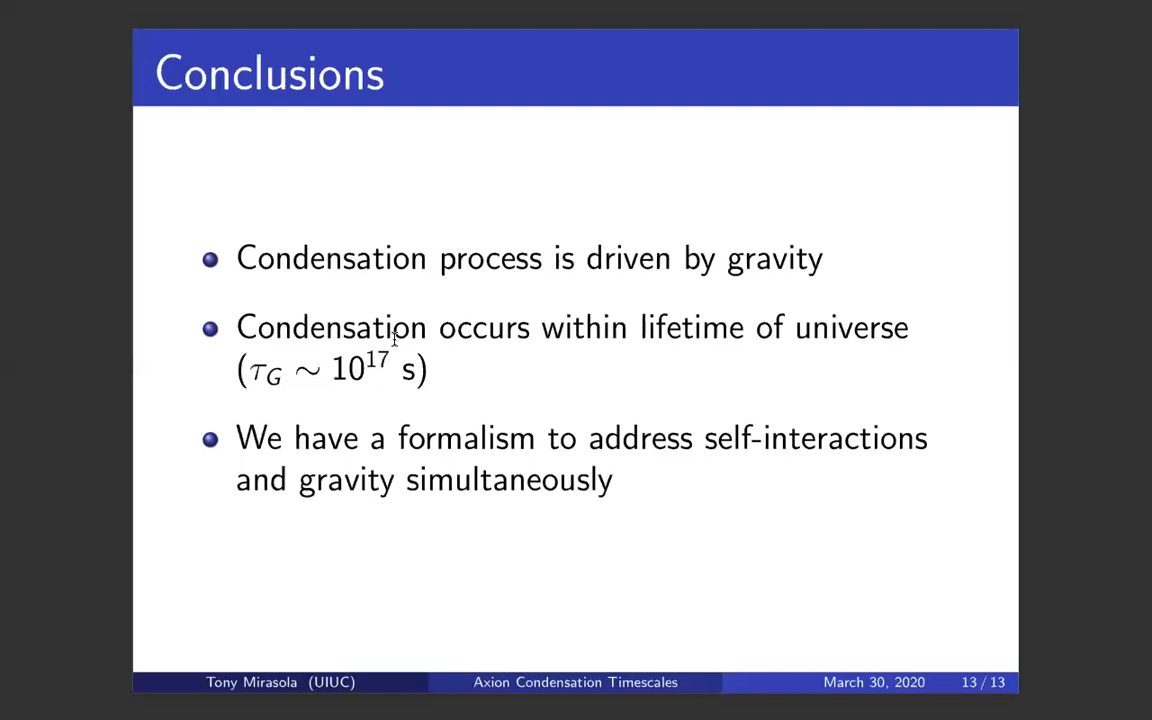 Conclusions
Condensation process is driven by gravity
Condensation occurs within lifetime of universe
(τ_G ∼ 10^17 s)
We have a formalism to address self-interactions
and gravity simultaneously
Tony Mirasola (UIUC) Axion Condensation Timescales March 30, 2020 13 / 13